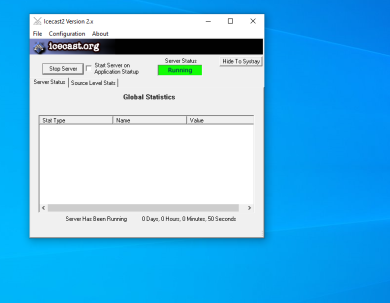 Icecast2 Version 2.x
File Configuration About
icecast.org
Stop Server
Start Server on
Application Startup
Server Status
Running
Hide To Systray
Server Status Source Level Stats
Global Statistics
Stat Type Name Value
Server Has Been Running 0 Days, 0 Hours, 0 Minutes, 50 Seconds